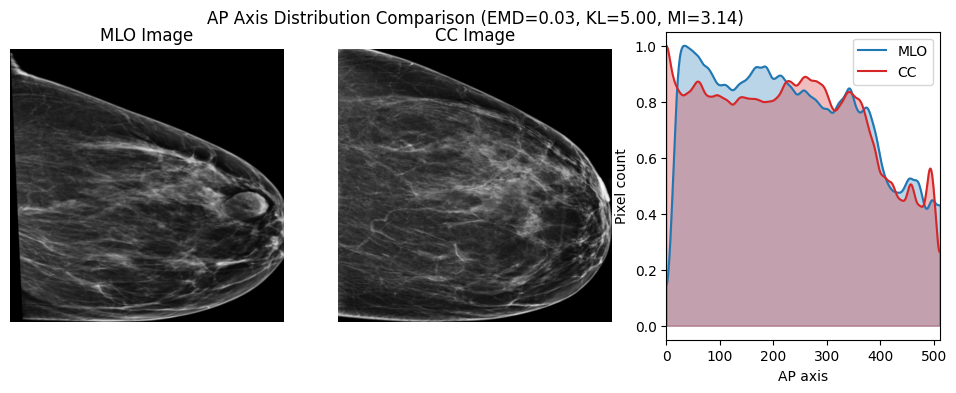 AP Axis Distribution Comparison (EMD=0.03, KL=5.00, MI=3.14)
MLO Image
CC Image
MLO
CC
Pixel count
1.0
0.8
0.6
0.4
0.2
0.0
0 100 200 300 400 500
AP axis